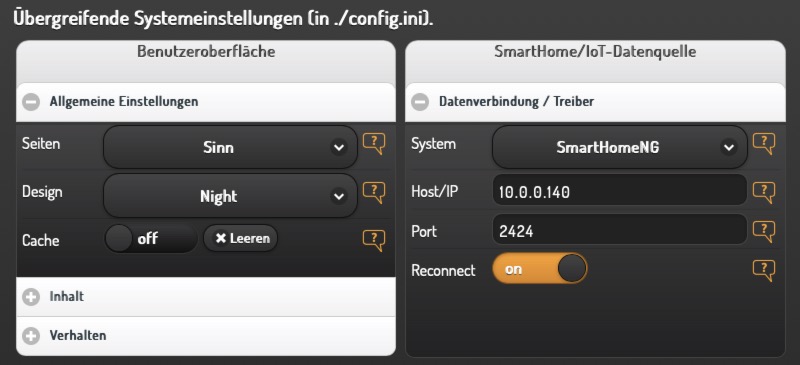 Übergreifende Systemeinstellungen (in ./config.ini).
Benutzeroberfläche
Allgemeine Einstellungen
Seiten
Sinn
?
Design
Night
?
Cache
off
✖ Leeren
?
Inhalt
Verhalten
SmartHome/IoT-Datenquelle
Datenverbindung / Treiber
System
SmartHomeNG
?
Host/IP
10.0.0.140
?
Port
2424
?
Reconnect
on
?